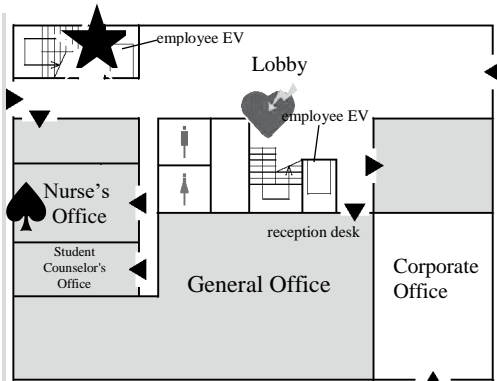 employee EV
Lobby
employee EV
Nurse's
Office
reception desk
Student
Counselor's
Office
General Office
Corporate
Office